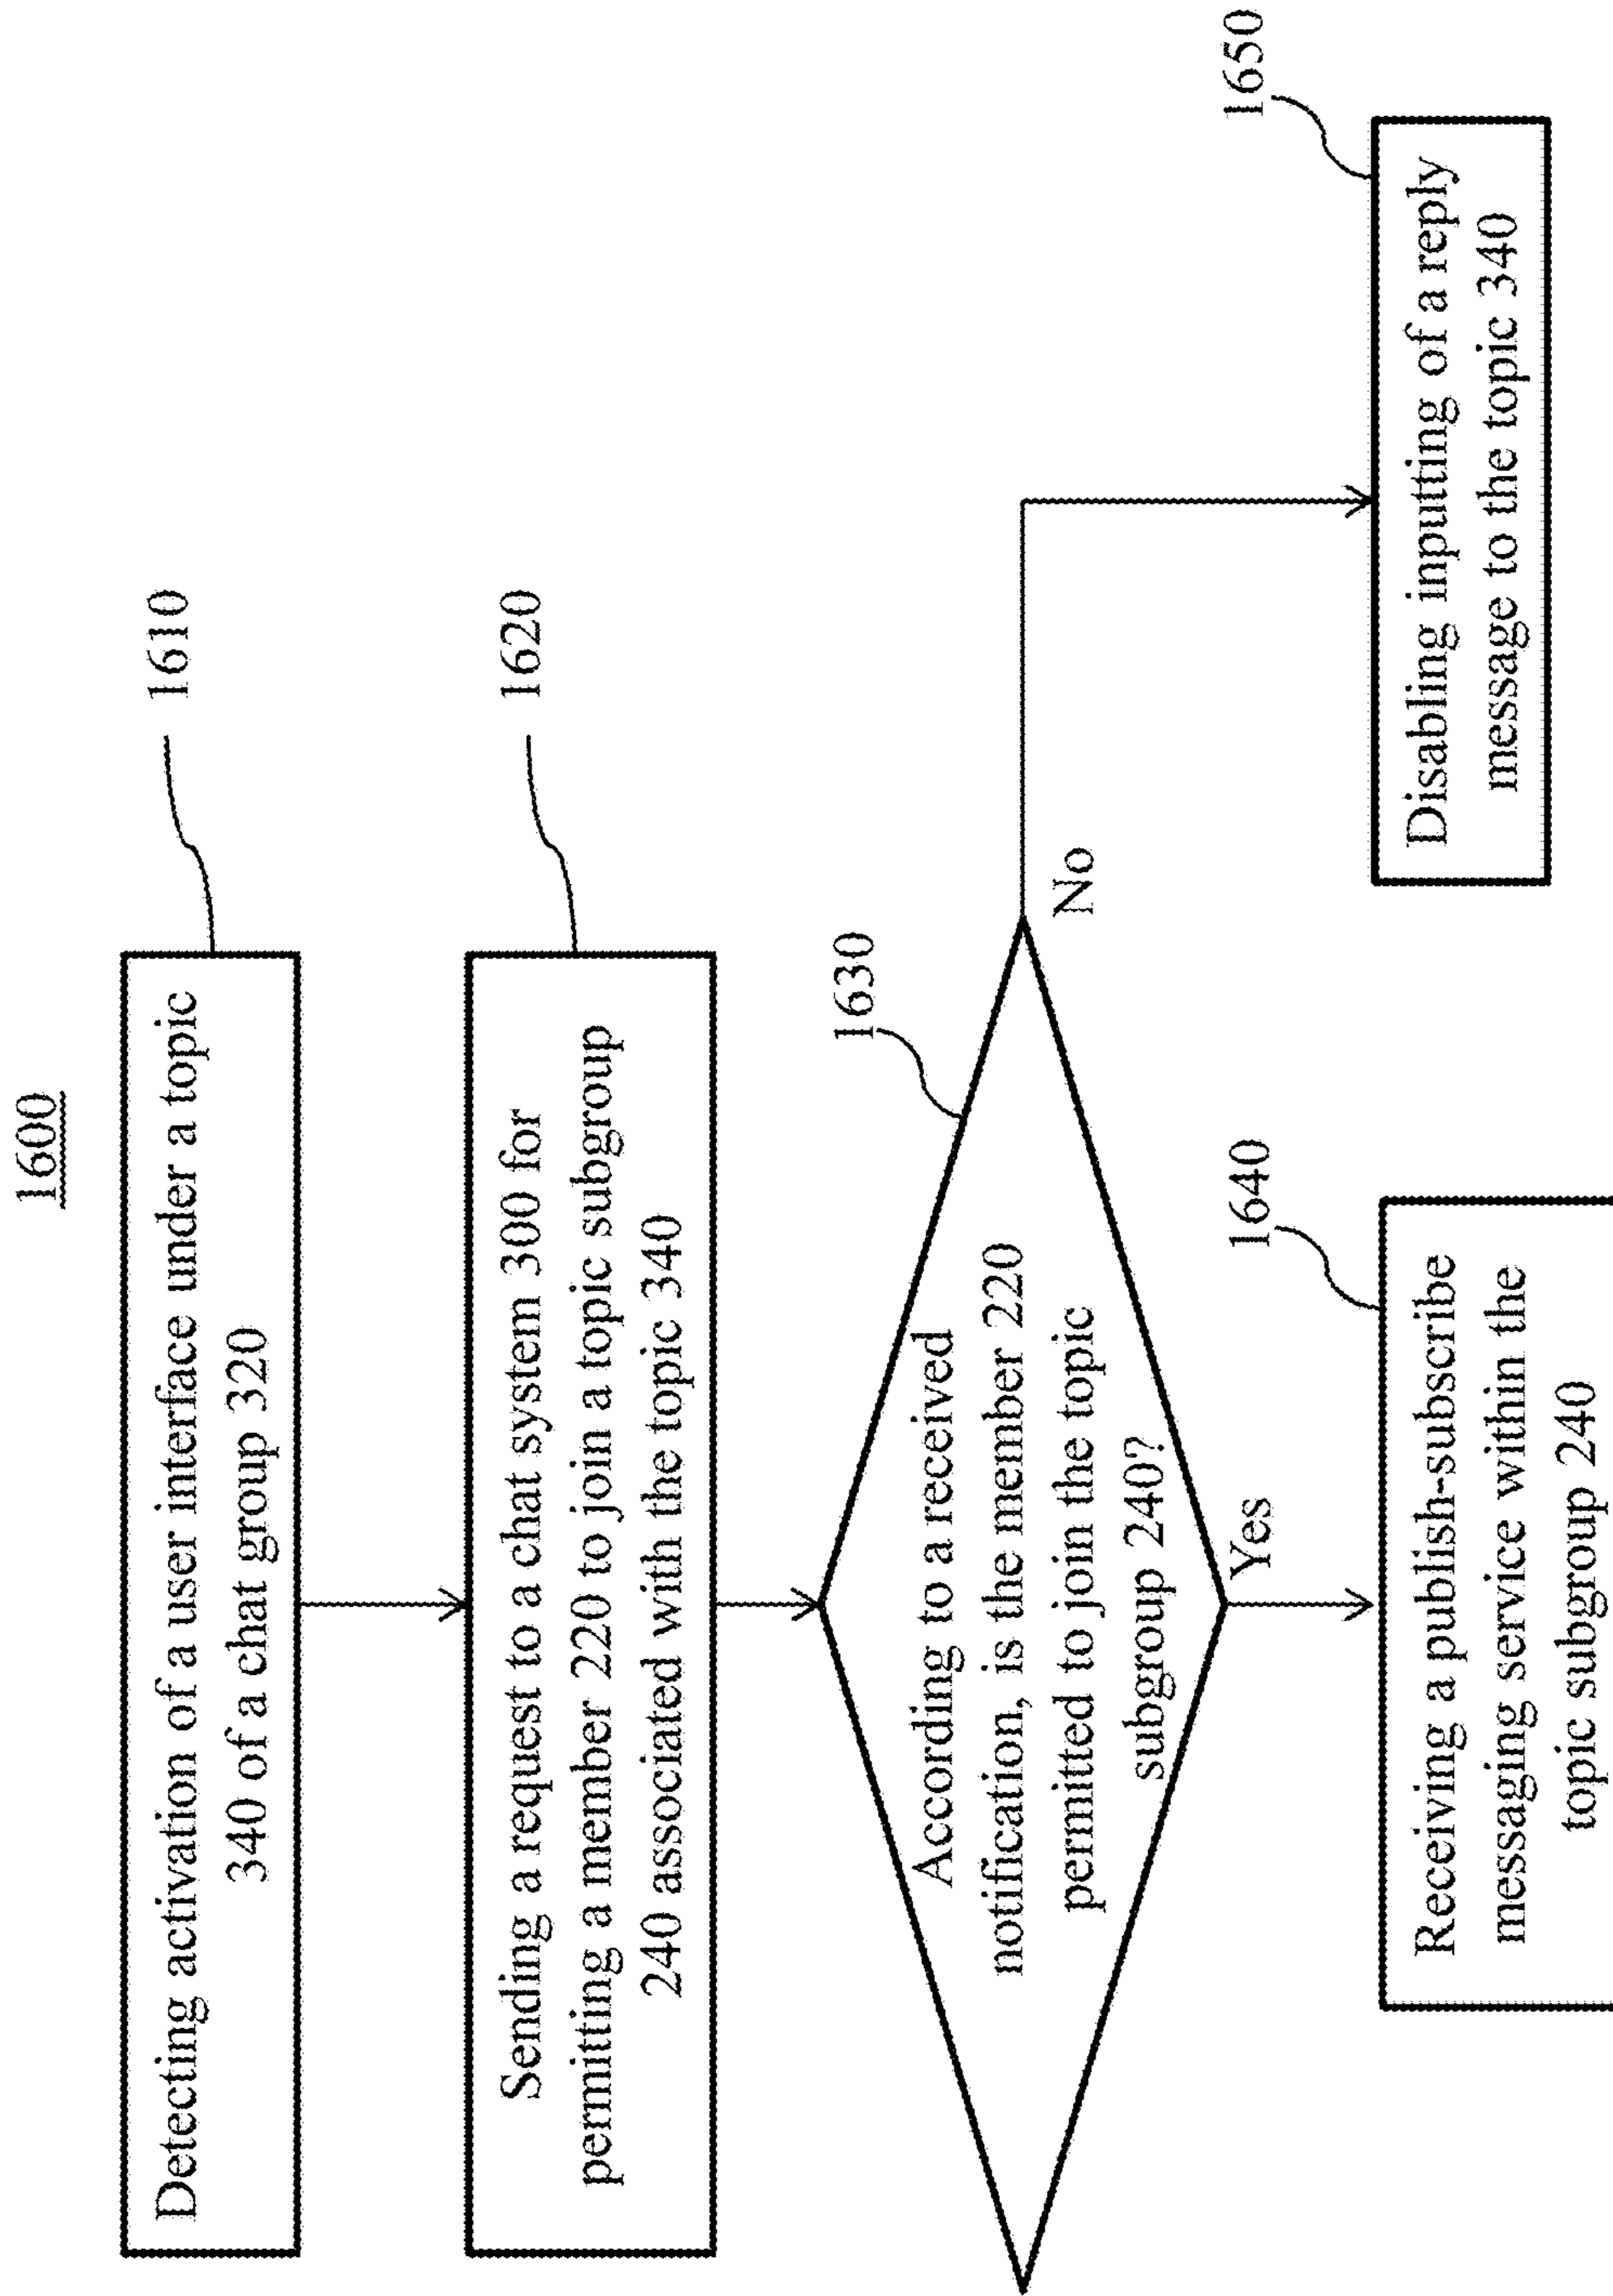 1600
Detecting activation of a user interface under a topic
340 of a chat group 320
1610
Sending a request to a chat system 300 for
permitting a member 220 to join a topic subgroup
240 associated with the topic 340
1620
1630
According to a received
notification, is the member 220
permitted to join the topic
subgroup 240?
No
Yes
1640
Receiving a publish-subscribe
messaging service within the
topic subgroup 240
1650
Disabling inputting of a reply
message to the topic 340